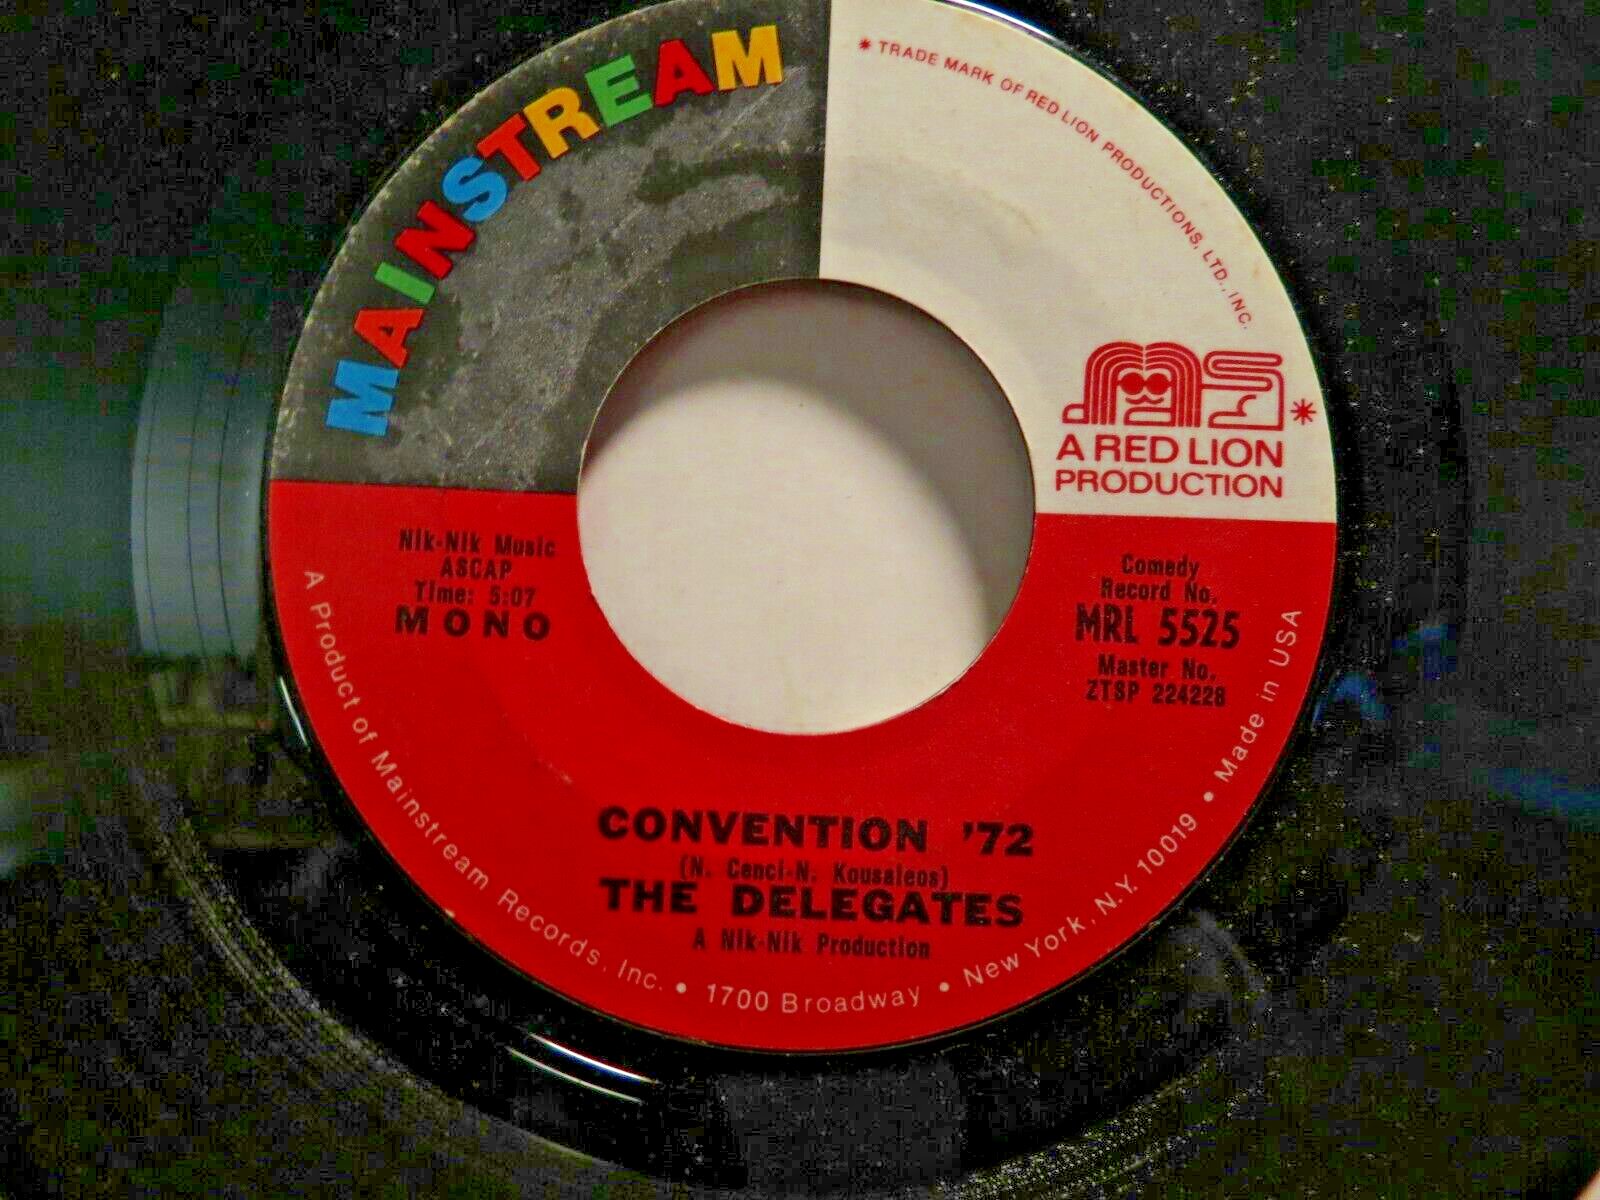 MAINSTREAM
* TRADE MARK OF RED LION PRODUCTIONS, LTD., INC.
*
A RED LION
PRODUCTION
Nik-Nik Music
ASCAP
Time: 5:07
MONO
Comedy
Record No.
MRL 5525
Master No.
ZTSP 224228
CONVENTION '72
(N. Cenci-N. Kousaleos)
THE DELEGATES
A Nik-Nik Production
A Product of Mainstream Records, Inc. • 1700 Broadway • New York, N.Y. 10019 • Made in USA